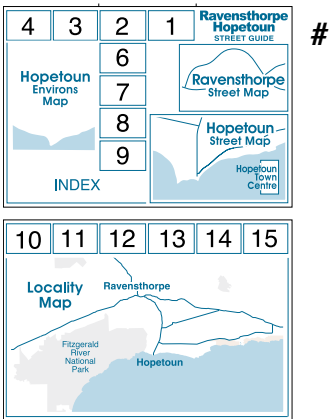 4 3 2 1
Ravensthorpe
Hopetoun
STREET GUIDE
#
6
7
8
9
Hopetoun
Environs
Map
Ravensthorpe
Street Map
Hopetoun
Street Map
Hopetoun
Town
Centre
INDEX
10 11 12 13 14 15
Locality
Map
Ravensthorpe
Fitzgerald
River
National
Park
Hopetoun